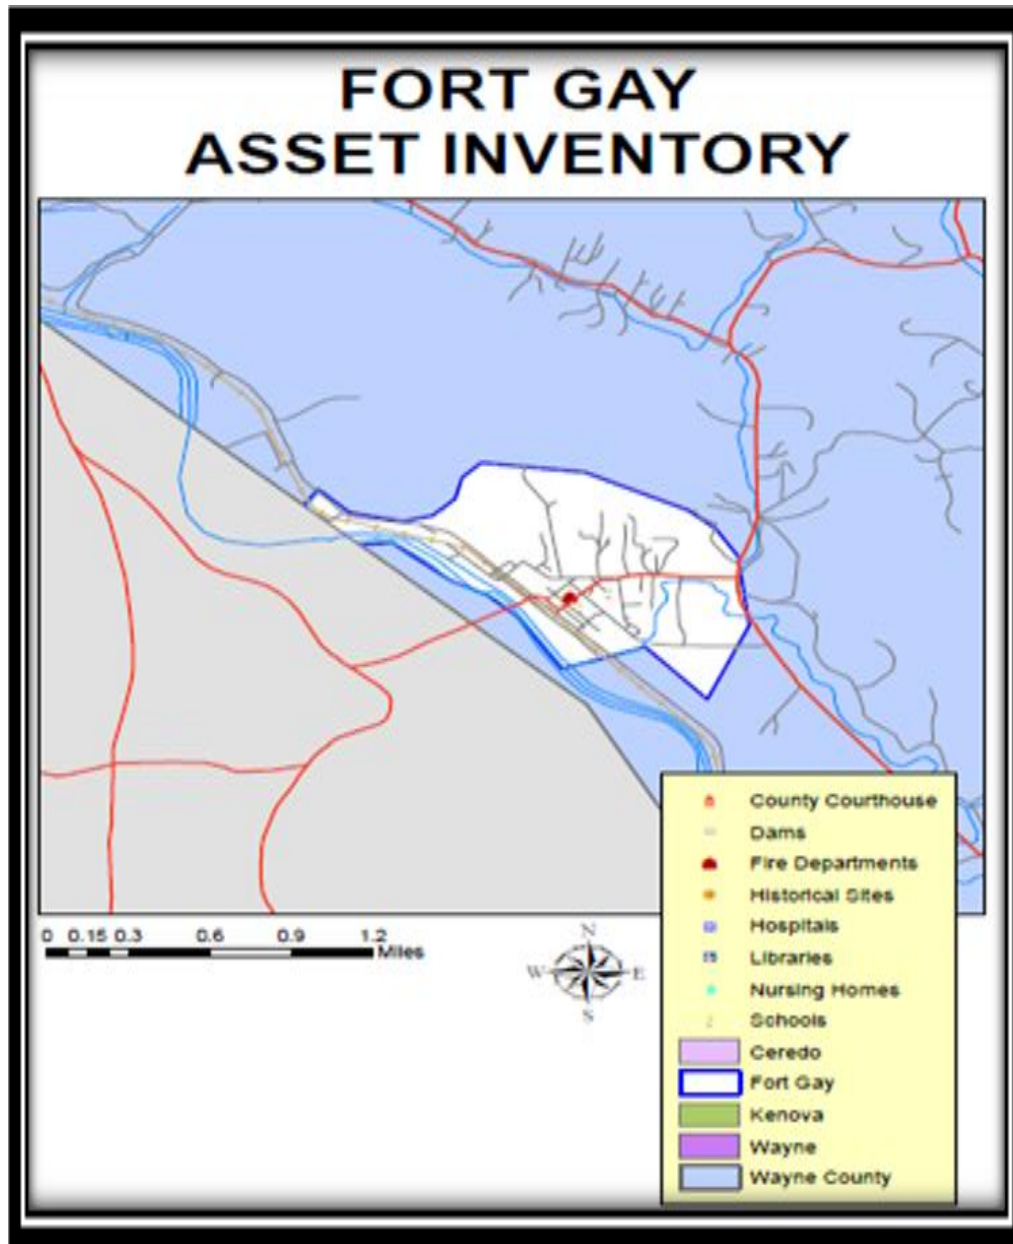 FORT GAY
ASSET INVENTORY
0 0.15 0.3 0.6 0.9 1.2
Miles
N
W E
S
County Courthouse
Dams
Fire Departments
Historical Sites
Hospitals
Libraries
Nursing Homes
Schools
Ceredo
Fort Gay
Kenova
Wayne
Wayne County